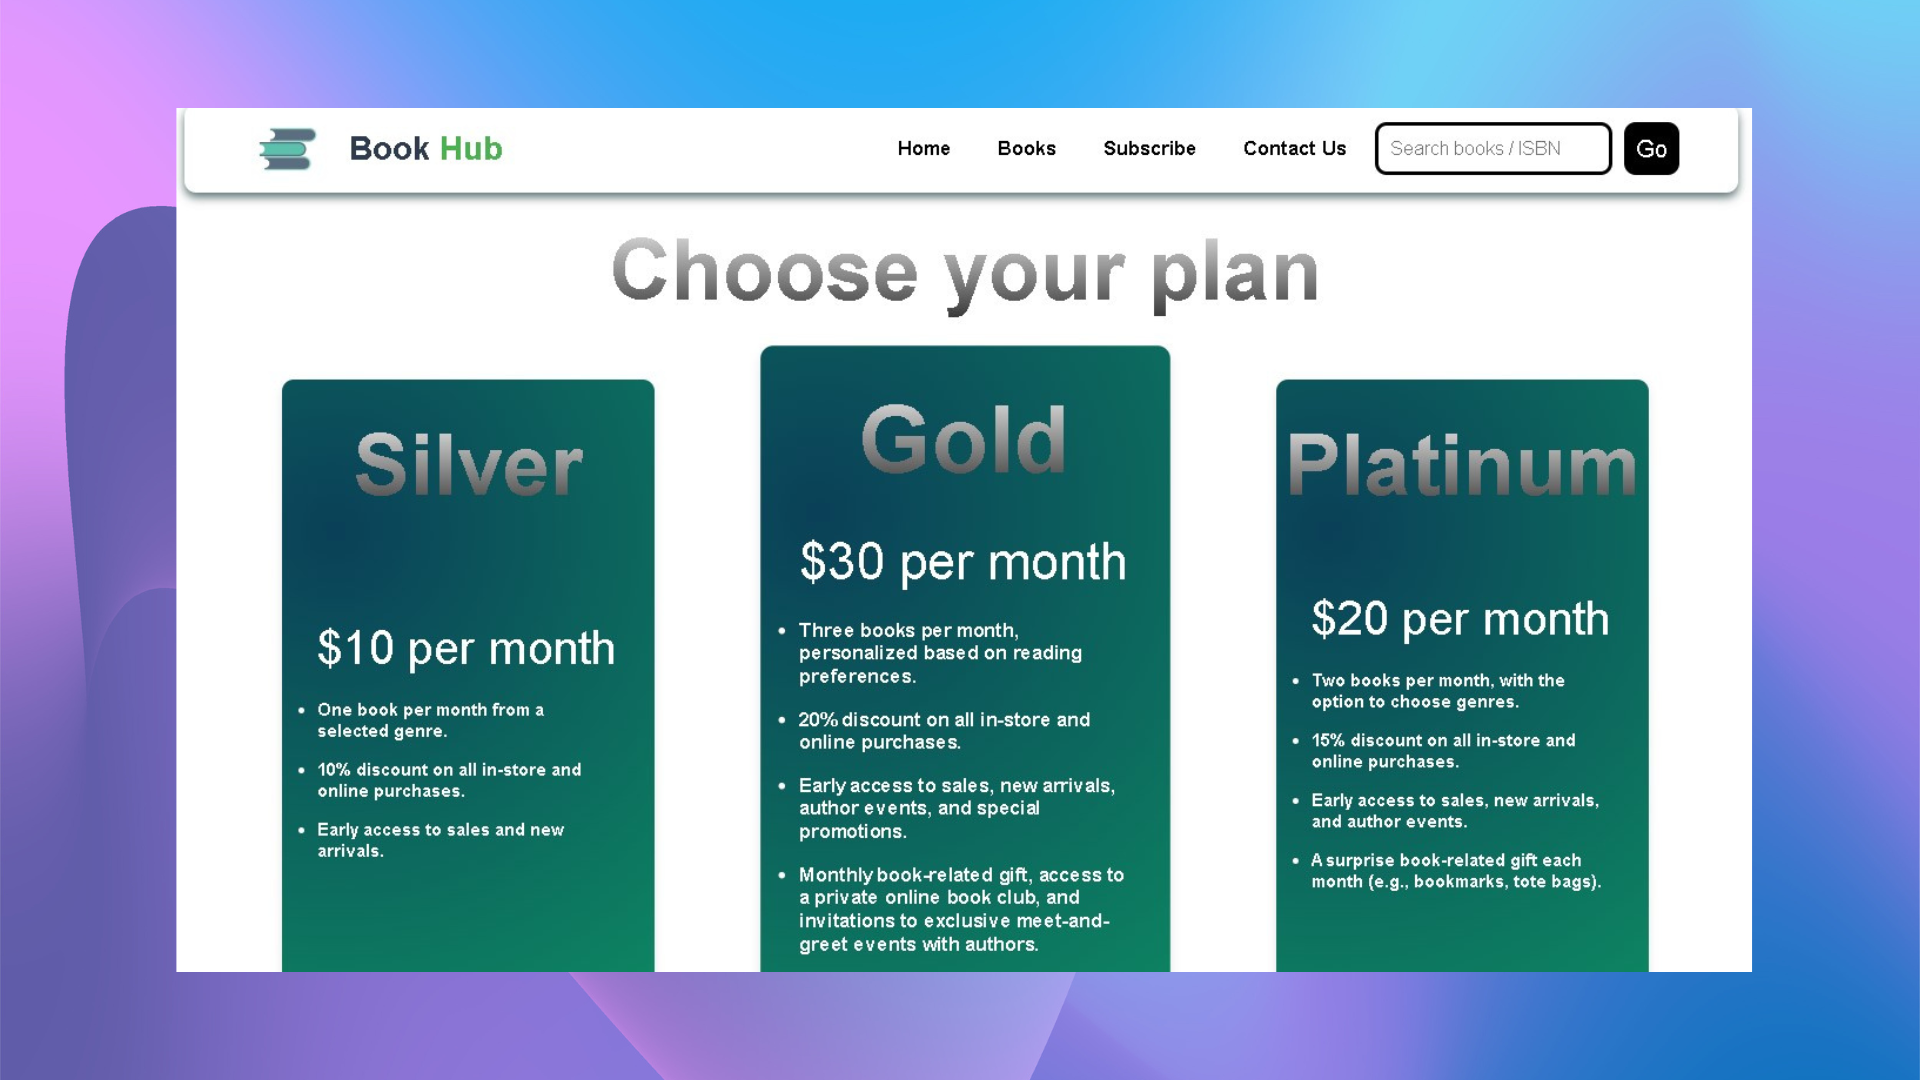 Book Hub
Home
Books
Subscribe
Contact Us
Search books / ISBN
Go
Choose your plan
Silver
$10 per month
• One book per month from a
selected genre.
• 10% discount on all in-store and
online purchases.
• Early access to sales and new
arrivals.
Gold
$30 per month
• Three books per month,
personalized based on reading
preferences.
• 20% discount on all in-store and
online purchases.
• Early access to sales, new arrivals,
author events, and special
promotions.
• Monthly book-related gift, access to
a private online book club, and
invitations to exclusive meet-and-
greet events with authors.
Platinum
$20 per month
• Two books per month, with the
option to choose genres.
• 15% discount on all in-store and
online purchases.
• Early access to sales, new arrivals,
and author events.
• A surprise book-related gift each
month (e.g., bookmarks, tote bags).